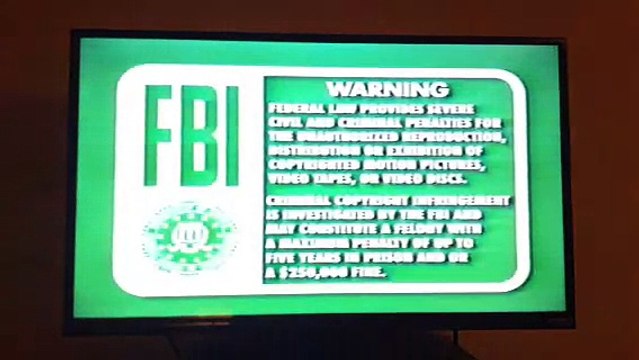 FBI
WARNING
FEDERAL LAW PROVIDES SEVERE
CIVIL AND CRIMINAL PENALTIES FOR
THE UNAUTHORIZED REPRODUCTION,
DISTRIBUTION OR EXHIBITION OF
COPYRIGHTED MOTION PICTURES,
VIDEO TAPES, OR VIDEO DISCS.
CRIMINAL COPYRIGHT INFRINGEMENT
IS INVESTIGATED BY THE FBI AND
MAY CONSTITUTE A FELONY WITH
A MAXIMUM PENALTY OF UP TO
FIVE YEARS IN PRISON AND OR
A $250,000 FINE.